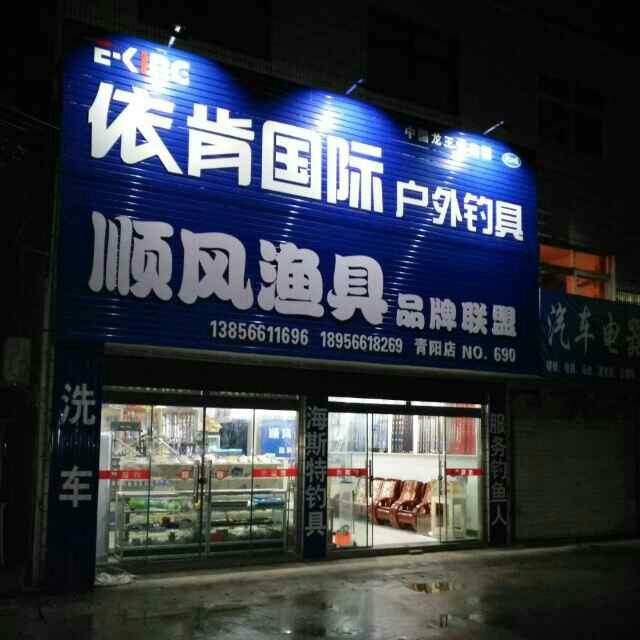 依肯国际 户外钓具
顺风渔具 品牌联盟
13856611696 18956618269 青阳店 NO. 690
汽车电
洗车
海斯特钓具
服务钓鱼人